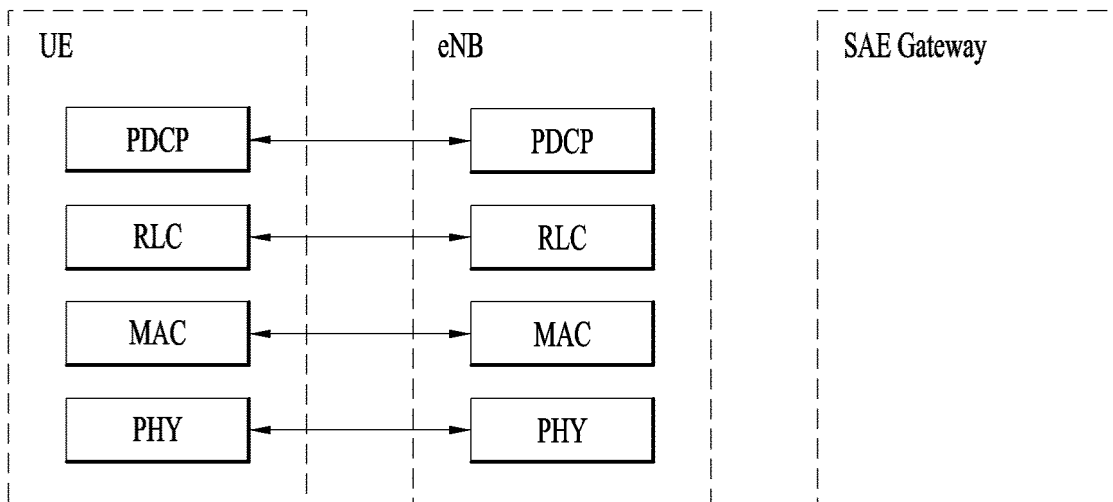 UE eNB SAE Gateway
PDCP PDCP
RLC RLC
MAC MAC
PHY PHY